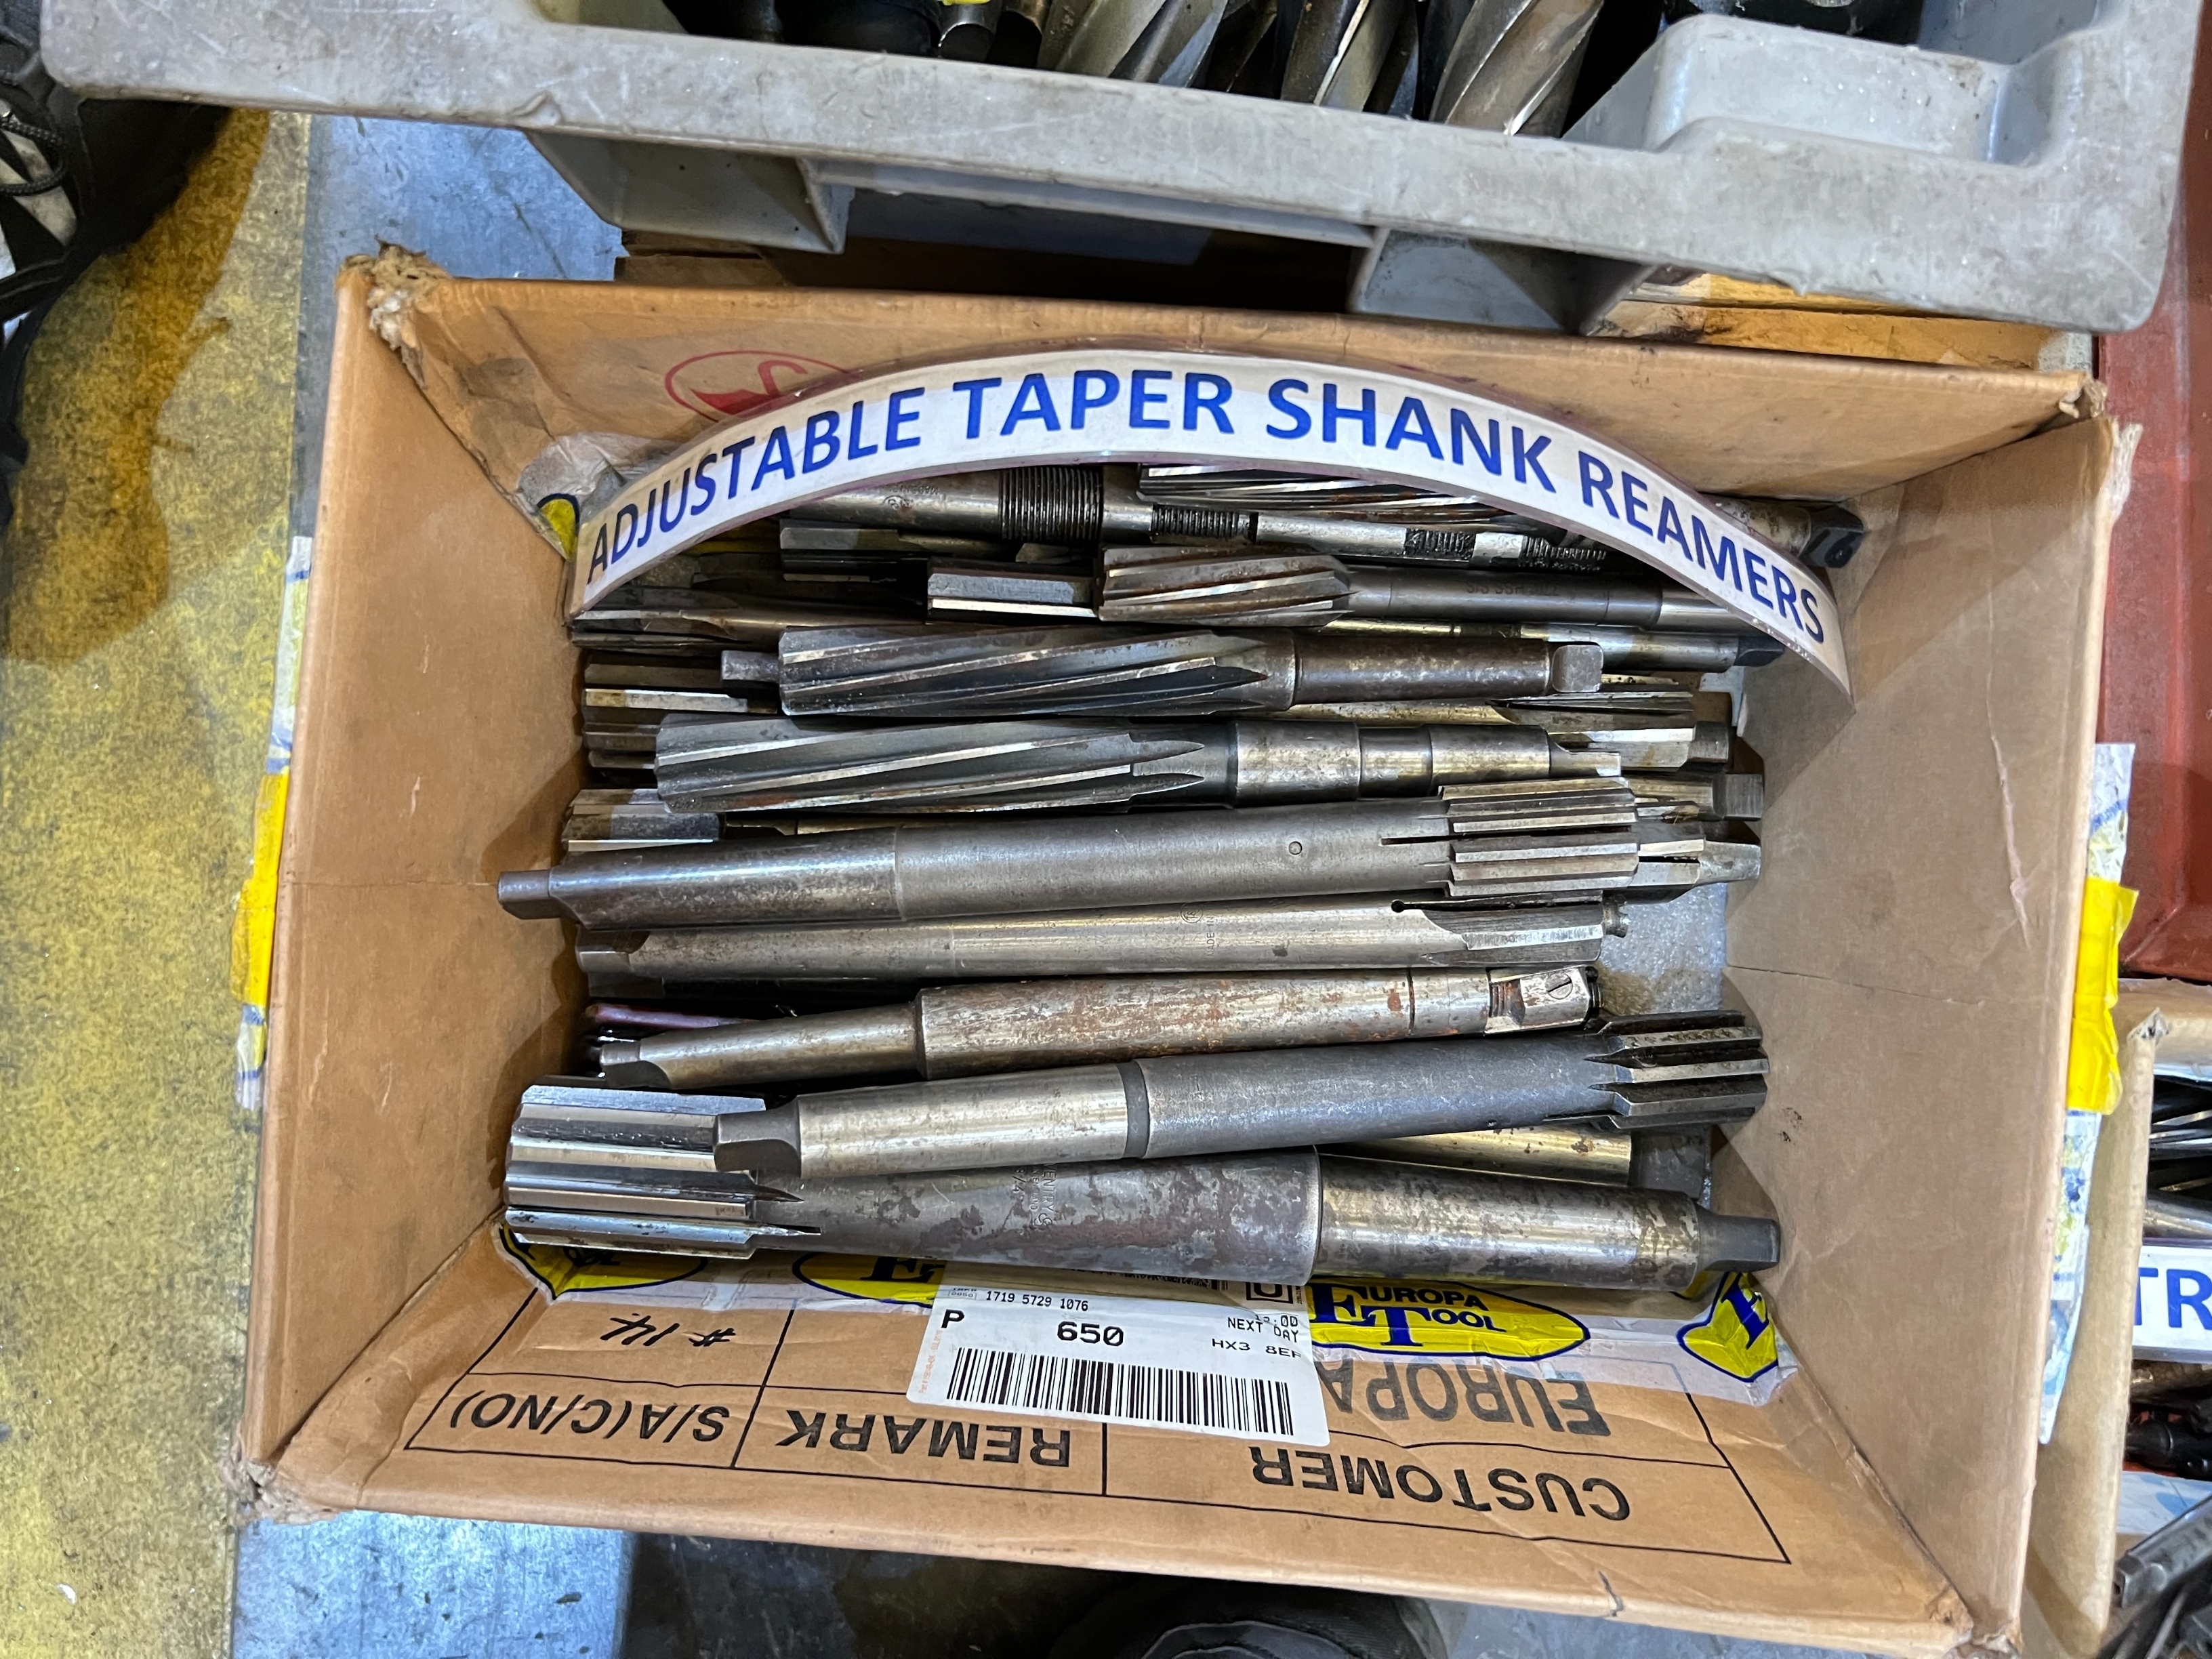 ADJUSTABLE TAPER SHANK REAMERS
1719 5729 1076
P 650
NEXT DAY
HX3 8EF
EUROPA
TOOL
ET
# 14
S/A(C/NO)
REMARK
CUSTOMER
EUROPA
TR